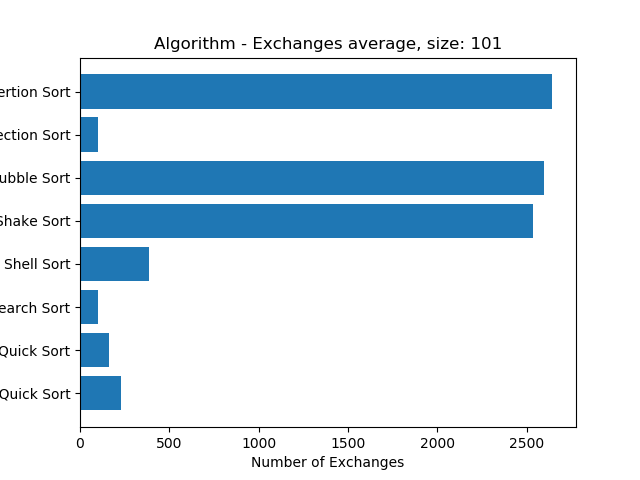 Algorithm - Exchanges average, size: 101
ertion Sort
ection Sort
ubble Sort
Shake Sort
Shell Sort
earch Sort
Quick Sort
Quick Sort
0 500 1000 1500 2000 2500
Number of Exchanges